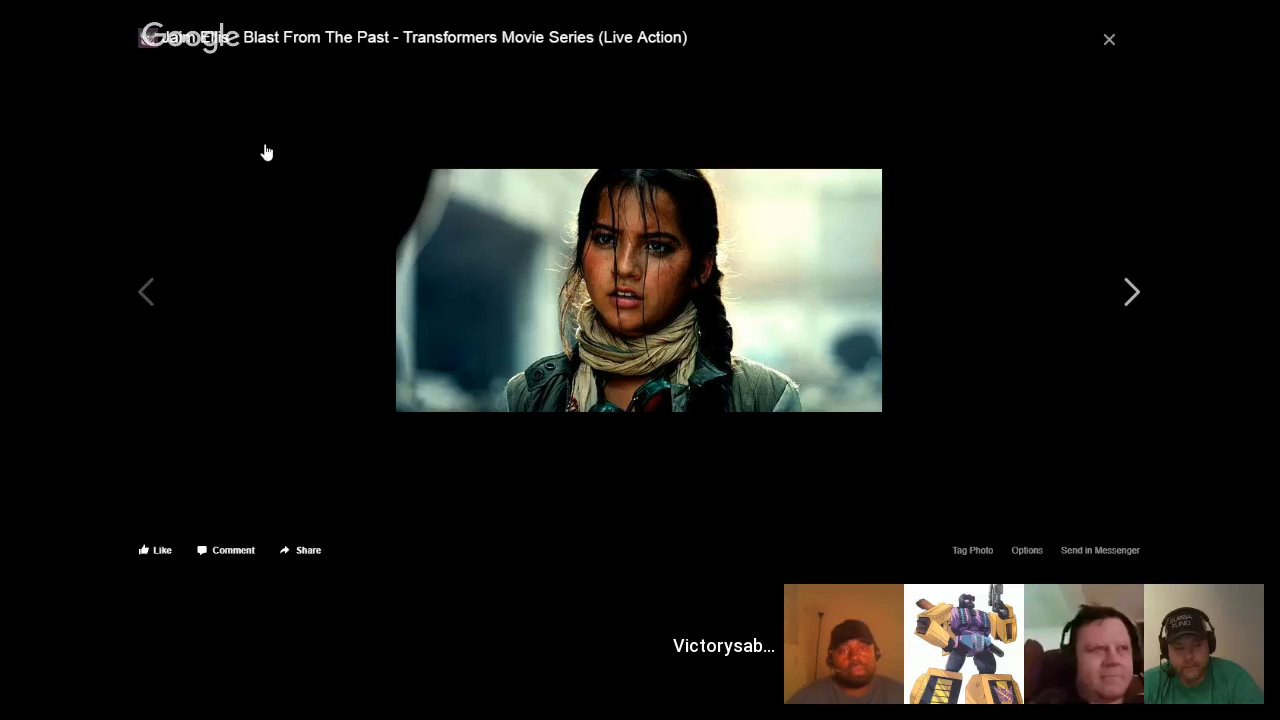 Google
Blast From The Past - Transformers Movie Series (Live Action)
Like Comment Share
Tag Photo Options Send in Messenger
Victorysab...